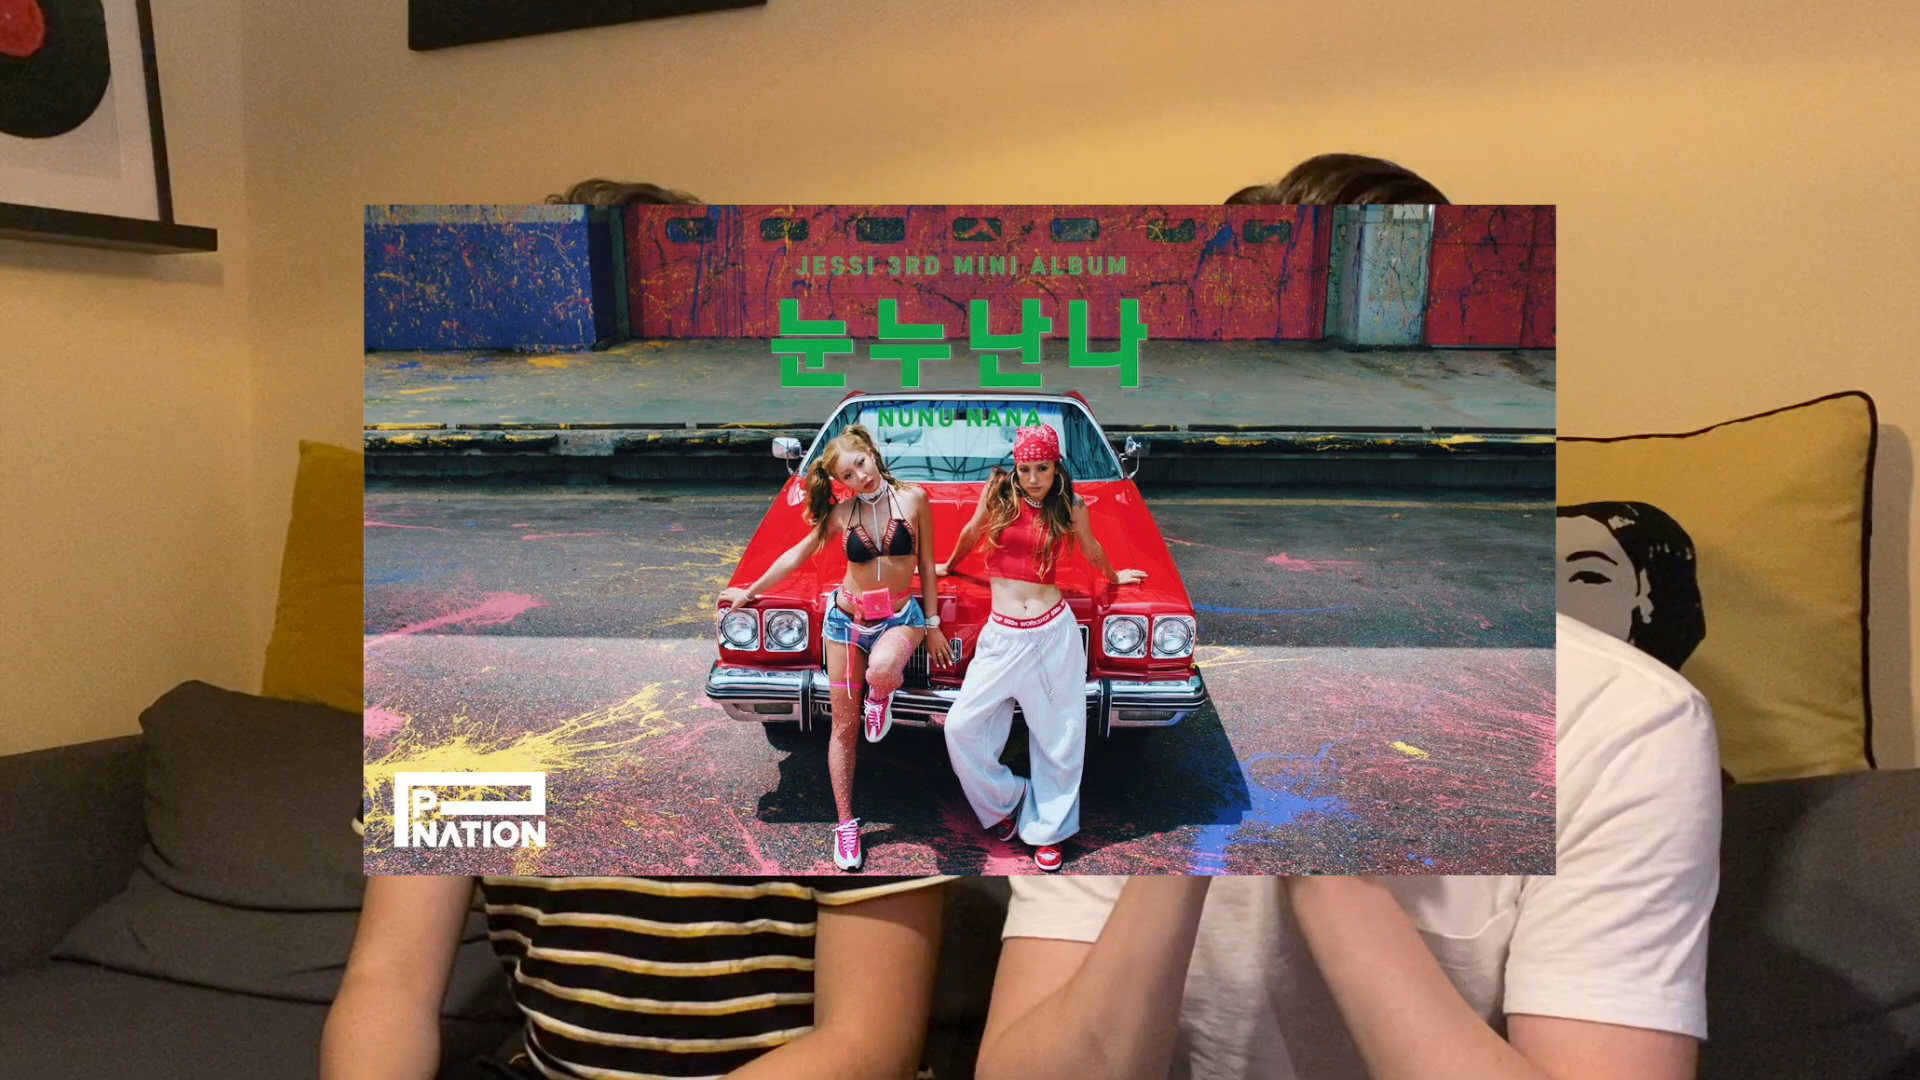 JESSI 3RD MINI ALBUM
눈누난나
NUNU NANA
P
NATION